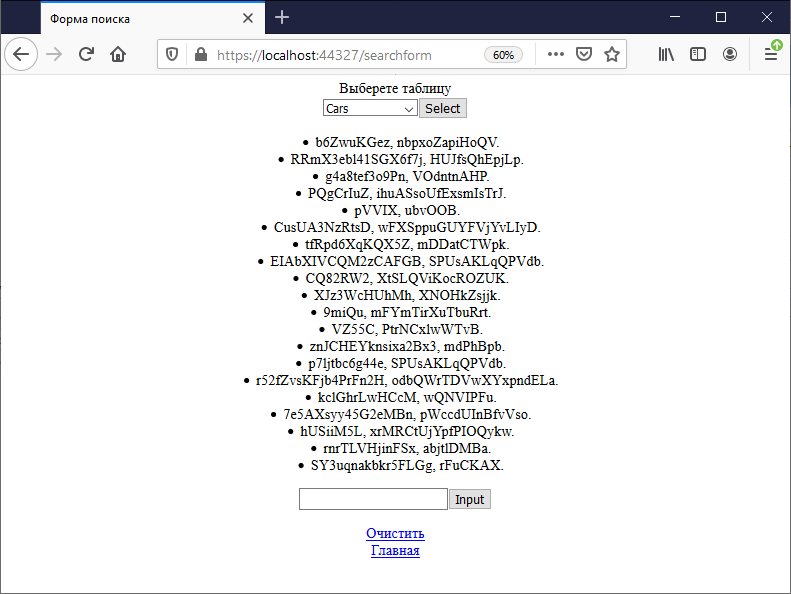 Форма поиска
https://localhost:44327/searchform 60%
Выберете таблицу
Cars Select
b6ZwuKGez, nbpxoZapiHoQV.
RRmX3ebl41SGX6f7j, HUJfsQhEpjLp.
g4a8tef3o9Pn, VOdntnAHP.
PQgCrIuZ, ihuASsoUfExsmIsTrJ.
pVVIX, ubvOOB.
CusUA3NzRtsD, wFXSppuGUYFVjYvLIyD.
tfRpd6XqKQX5Z, mDDatCTWpk.
EIAbXIVCQM2zCAFGB, SPUsAKLqQPVdb.
CQ82RW2, XtSLQViKocROZUK.
XJz3WcHUhMh, XNOHkZsjjk.
9miQu, mFYmTirXuTbuRrt.
VZ55C, PtrNCxlwWTvB.
znJCHEYknsixa2Bx3, mdPhBpb.
p7ljtbc6g44e, SPUsAKLqQPVdb.
r52fZvsKFjb4PrFn2H, odbQWrTDVwXYxpndELa.
kclGhrLwHCcM, wQNVIPFu.
7e5AXsyy45G2eMBn, pWccdUInBfvVso.
hUSiiM5L, xrMRCtUjYpfPIOQykw.
rnrTLVHjinFSx, abjtlDMBa.
SY3uqnakbkr5FLGg, rFuCKAX.
Input
Очистить
Главная